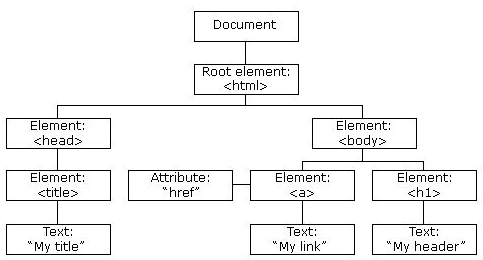 Document
Root element:
<html>
Element:
<head>
Element:
<body>
Element:
<title>
Attribute:
“href”
Element:
<a>
Element:
<h1>
Text:
“My title”
Text:
“My link”
Text:
“My header”